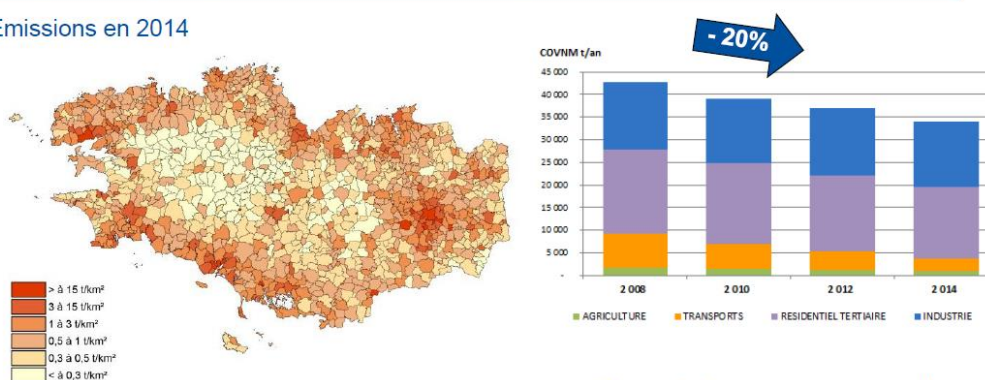 Emissions en 2014
> à 15 t/km²
3 à 15 t/km²
1 à 3 t/km²
0,5 à 1 t/km²
0,3 à 0,5 t/km²
< à 0,3 t/km²
- 20%
COVNM t/an
45 000
40 000
35 000
30 000
25 000
20 000
15 000
10 000
5 000
-
2 008 2 010 2 012 2 014
AGRICULTURE TRANSPORTS RESIDENTIEL TERTIAIRE INDUSTRIE